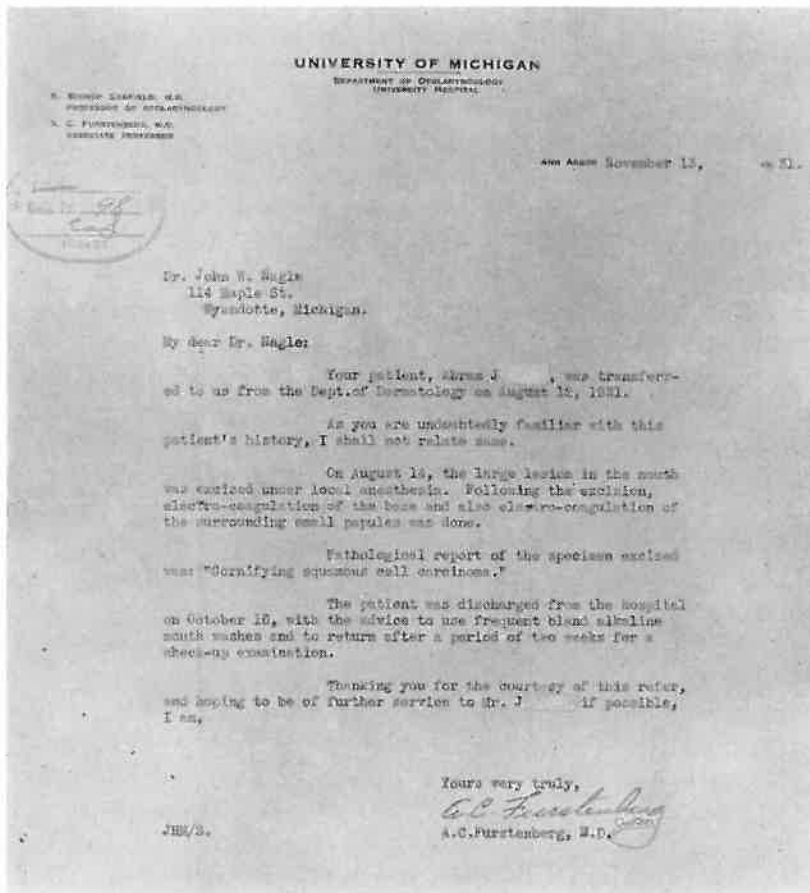 UNIVERSITY OF MICHIGAN
DEPARTMENT OF OTOLARYNGOLOGY
UNIVERSITY HOSPITAL
R. BISHOP CANFIELD, M.D.
PROFESSOR OF OTOLARYNGOLOGY
A. C. FURSTENBERG, M.D.
ASSOCIATE PROFESSOR
ANN ARBOR November 13, 31.
98
Dr. John W. Nagle
114 Maple St.
Wyandotte, Michigan.
My dear Dr. Nagle:
Your patient, Abram J , was transferr-
ed to us from the Dept.of Dermatology on August 12, 1931.
As you are undoubtedly familiar with this
patient's history, I shall not relate same.
On August 14, the large lesion in the mouth
was excised under local anesthesia. Following the excision,
electro-coagulation of the base and also electro-coagulation of
the surrounding small papules was done.
Pathological report of the specimen excised
was: "Cornifying squamous cell carcinoma."
The patient was discharged from the hospital
on October 18, with the advice to use frequent bland alkaline
mouth washes and to return after a period of two weeks for a
check-up examination.
Thanking you for the courtesy of this refer,
and hoping to be of further service to Mr. J if possible,
I am,
Yours very truly,
A C Furstenberg
JHM/S.
A.C.Furstenberg, M.D.